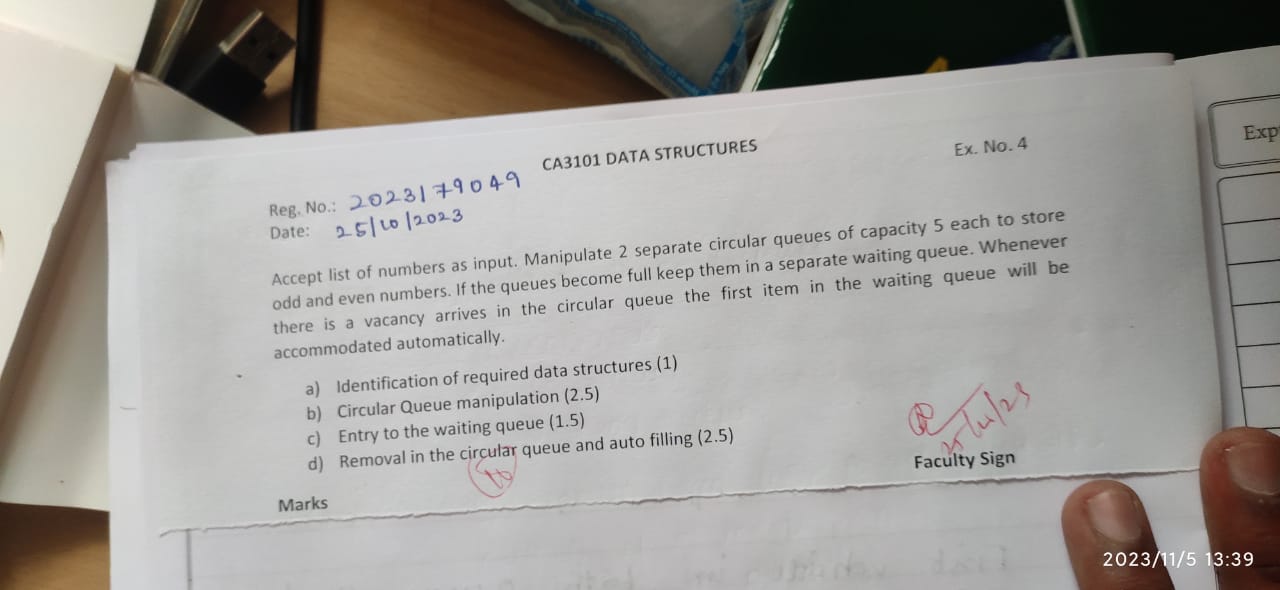 CA3101 DATA STRUCTURES
Ex. No. 4
Reg. No.: 2023179049
Date: 25/10/2023
Accept list of numbers as input. Manipulate 2 separate circular queues of capacity 5 each to store
odd and even numbers. If the queues become full keep them in a separate waiting queue. Whenever
there is a vacancy arrives in the circular queue the first item in the waiting queue will be
accommodated automatically.
a) Identification of required data structures (1)
b) Circular Queue manipulation (2.5)
c) Entry to the waiting queue (1.5)
d) Removal in the circular queue and auto filling (2.5)
Faculty Sign
Marks
Exp
2023/11/5 13:39